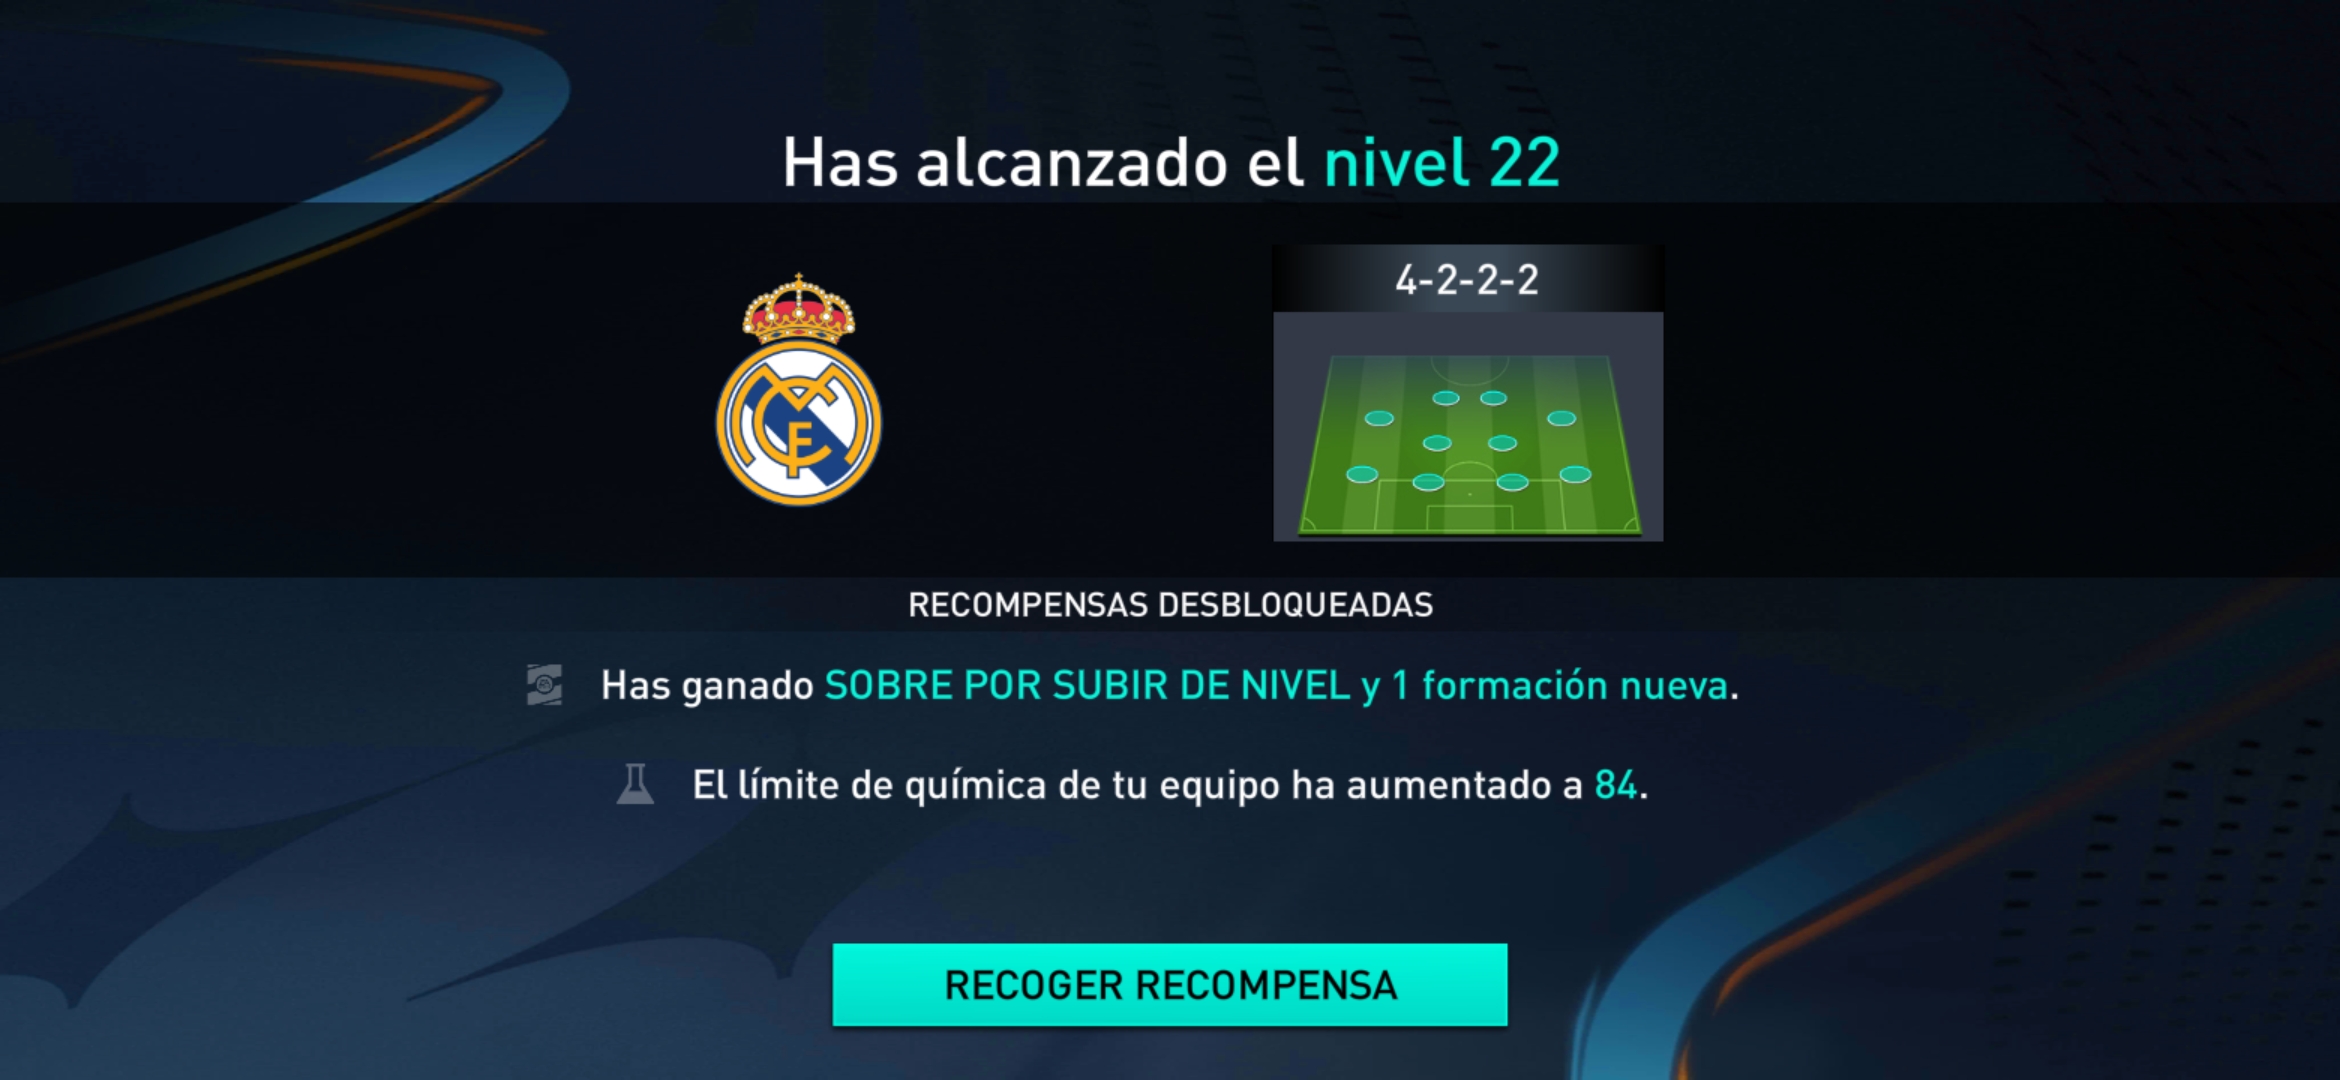 Has alcanzado el nivel 22
4-2-2-2
RECOMPENSAS DESBLOQUEADAS
Has ganado SOBRE POR SUBIR DE NIVEL y 1 formación nueva.
El límite de química de tu equipo ha aumentado a 84.
RECOGER RECOMPENSA